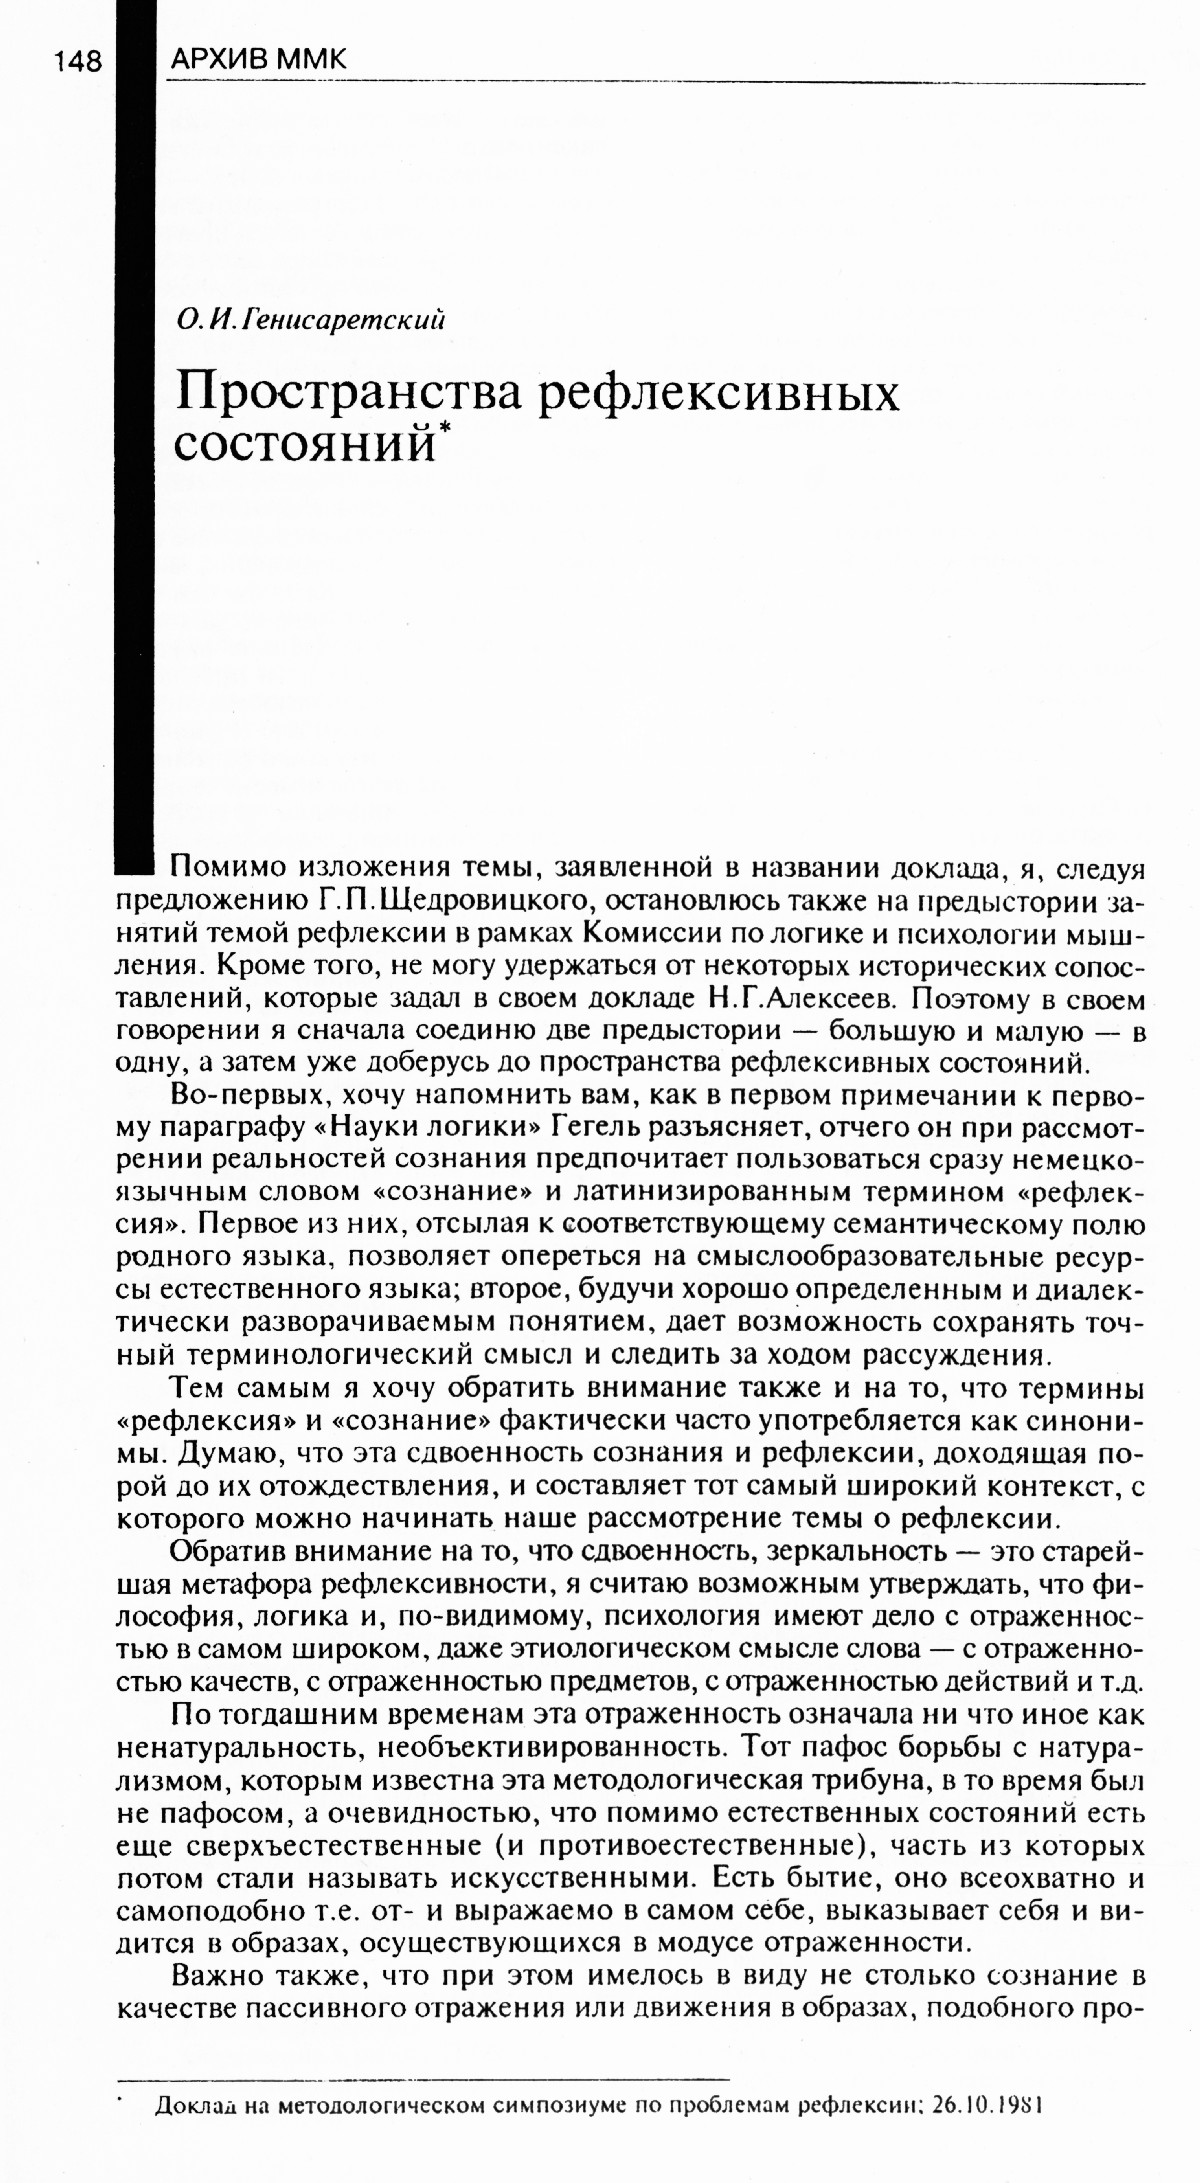 148
АРХИВ ММК
О. И. Генисаретский
Пространства рефлексивных
состояний*
Помимо изложения темы, заявленной в названии доклада, я, следуя
предложению Г.П.Щедровицкого, остановлюсь также на предыстории за-
нятий темой рефлексии в рамках Комиссии по логике и психологии мыш-
ления. Кроме того, не могу удержаться от некоторых исторических сопос-
тавлений, которые задал в своем докладе Н.Г.Алексеев. Поэтому в своем
говорении я сначала соединю две предыстории — большую и малую — в
одну, а затем уже доберусь до пространства рефлексивных состояний.
Во-первых, хочу напомнить вам, как в первом примечании к перво-
му параграфу «Науки логики» Гегель разъясняет, отчего он при рассмот-
рении реальностей сознания предпочитает пользоваться сразу немецко-
язычным словом «сознание» и латинизированным термином «рефлек-
сия». Первое из них, отсылая к соответствующему семантическому полю
родного языка, позволяет опереться на смыслообразовательные ресур-
сы естественного языка; второе, будучи хорошо определенным и диалек-
тически разворачиваемым понятием, дает возможность сохранять точ-
ный терминологический смысл и следить за ходом рассуждения.
Тем самым я хочу обратить внимание также и на то, что термины
«рефлексия» и «сознание» фактически часто употребляется как синони-
мы. Думаю, что эта сдвоенность сознания и рефлексии, доходящая по-
рой до их отождествления, и составляет тот самый широкий контекст, с
которого можно начинать наше рассмотрение темы о рефлексии.
Обратив внимание на то, что сдвоенность, зеркальность — это старей-
шая метафора рефлексивности, я считаю возможным утверждать, что фи-
лософия, логика и, по-видимому, психология имеют дело с отраженнос-
тью в самом широком, даже этиологическом смысле слова — с отраженно-
стью качеств, с отраженностью предметов, с отраженностью действий и т.д.
По тогдашним временам эта отраженность означала ни что иное как
ненатуральность, необъективированность. Тот пафос борьбы с натура-
лизмом, которым известна эта методологическая трибуна, в то время был
не пафосом, а очевидностью, что помимо естественных состояний есть
еще сверхъестественные (и противоестественные), часть из которых
потом стали называть искусственными. Есть бытие, оно всеохватно и
самоподобно т.е. от- и выражаемо в самом себе, выказывает себя и ви-
дится в образах, осуществующихся в модусе отраженности.
Важно также, что при этом имелось в виду не столько сознание в
качестве пассивного отражения или движения в образах, подобного про-
* Доклад на методологическом симпозиуме по проблемам рефлексии; 26.10.1981